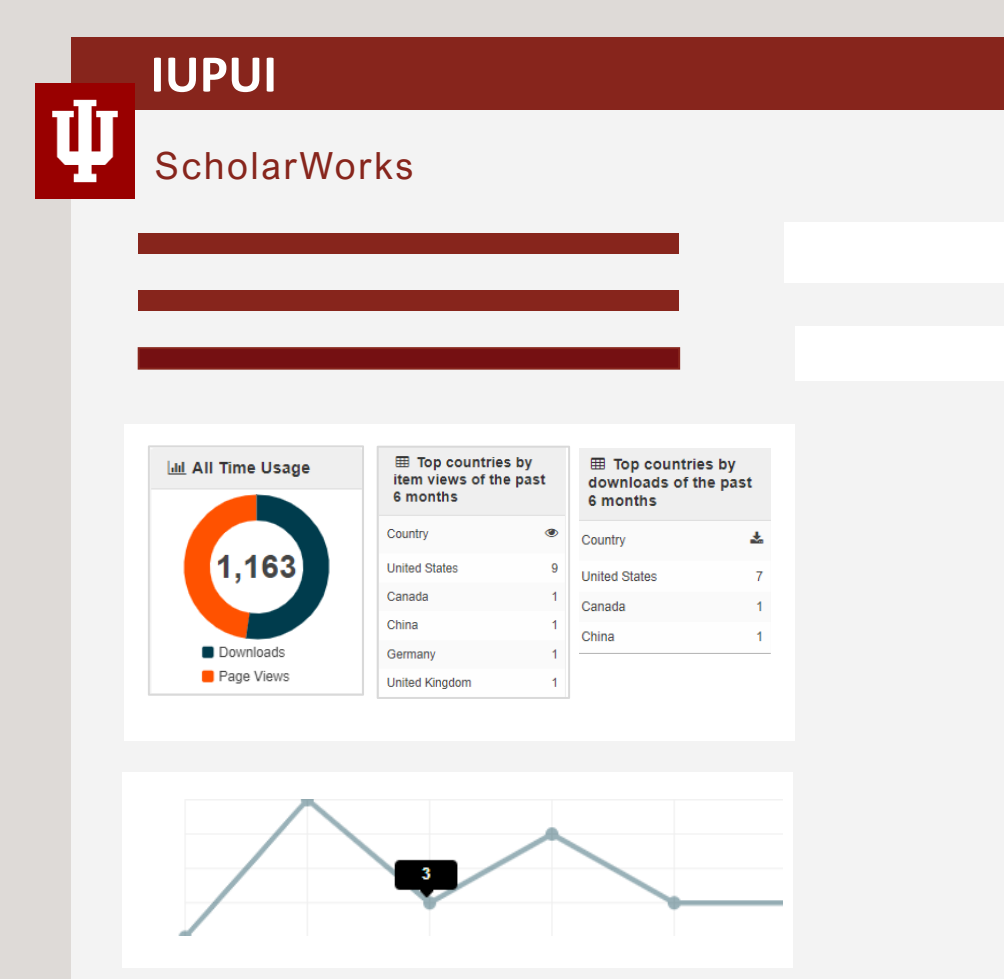 IUPUI
ScholarWorks
All Time Usage
1,163
Downloads
Page Views
Top countries by
item views of the past
6 months
Country
United States 9
Canada 1
China 1
Germany 1
United Kingdom 1
Top countries by
downloads of the past
6 months
Country
United States 7
Canada 1
China 1
3